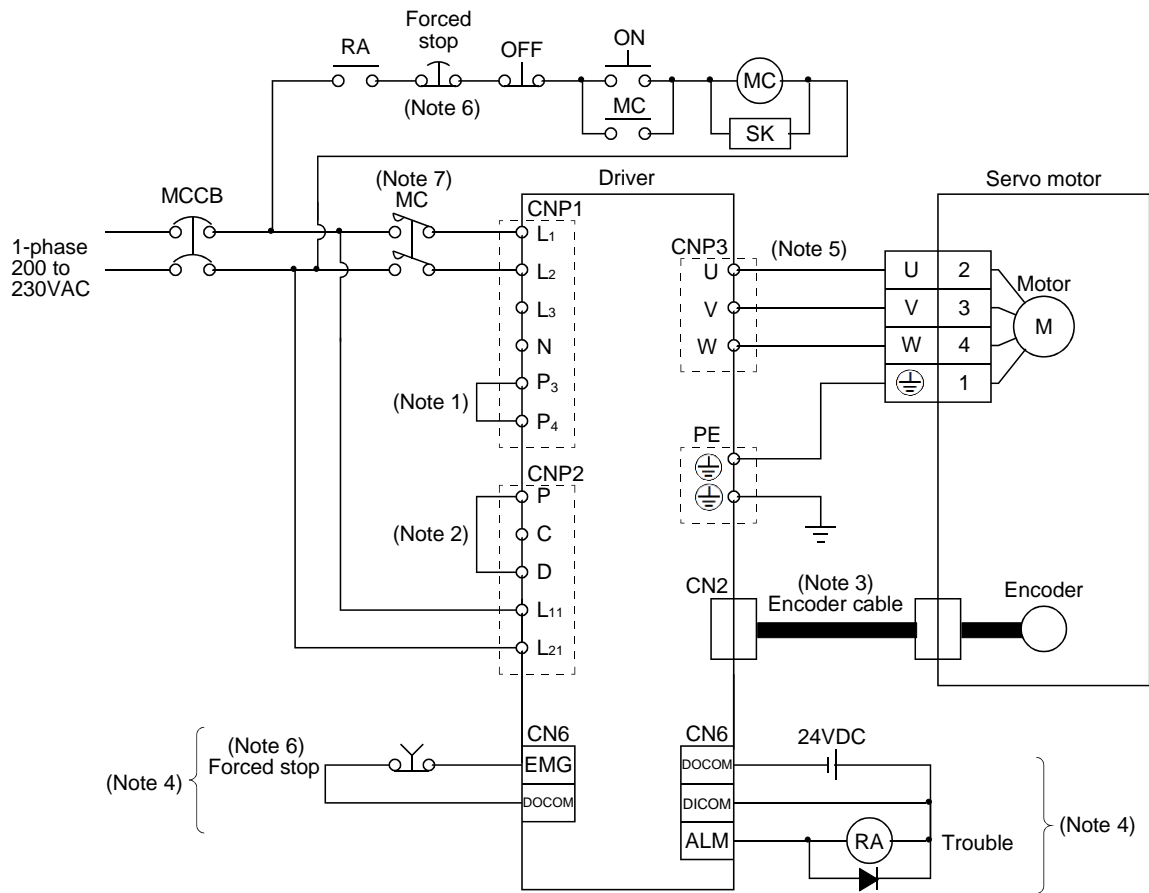 Forced
stop
RA
OFF
ON
(Note 6)
MC
MC
SK
(Note 7)
MC
MCCB
Driver
Servo motor
1-phase
200 to
230VAC
CNP1
L1
L2
L3
N
P3
P4
(Note 1)
CNP3
U
V
W
(Note 5)
U 2
V 3
W 4
1
Motor
M
PE
CNP2
P
C
D
L11
L21
(Note 2)
CN2
(Note 3)
Encoder cable
Encoder
(Note 4)
(Note 6)
Forced stop
CN6
EMG
DOCOM
CN6
DOCOM
DICOM
ALM
24VDC
RA
Trouble
(Note 4)